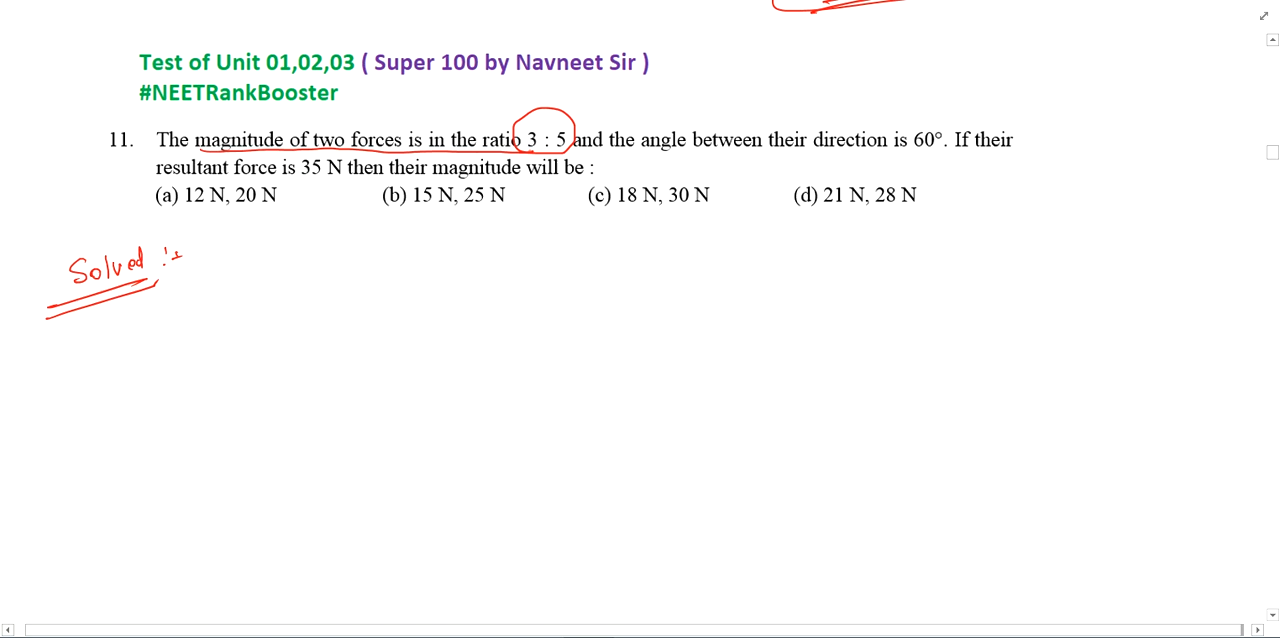 Test of Unit 01,02,03 ( Super 100 by Navneet Sir )
#NEETRankBooster
11. The magnitude of two forces is in the ratio 3 : 5 and the angle between their direction is 60°. If their
resultant force is 35 N then their magnitude will be :
(a) 12 N, 20 N (b) 15 N, 25 N (c) 18 N, 30 N (d) 21 N, 28 N
Solved :-